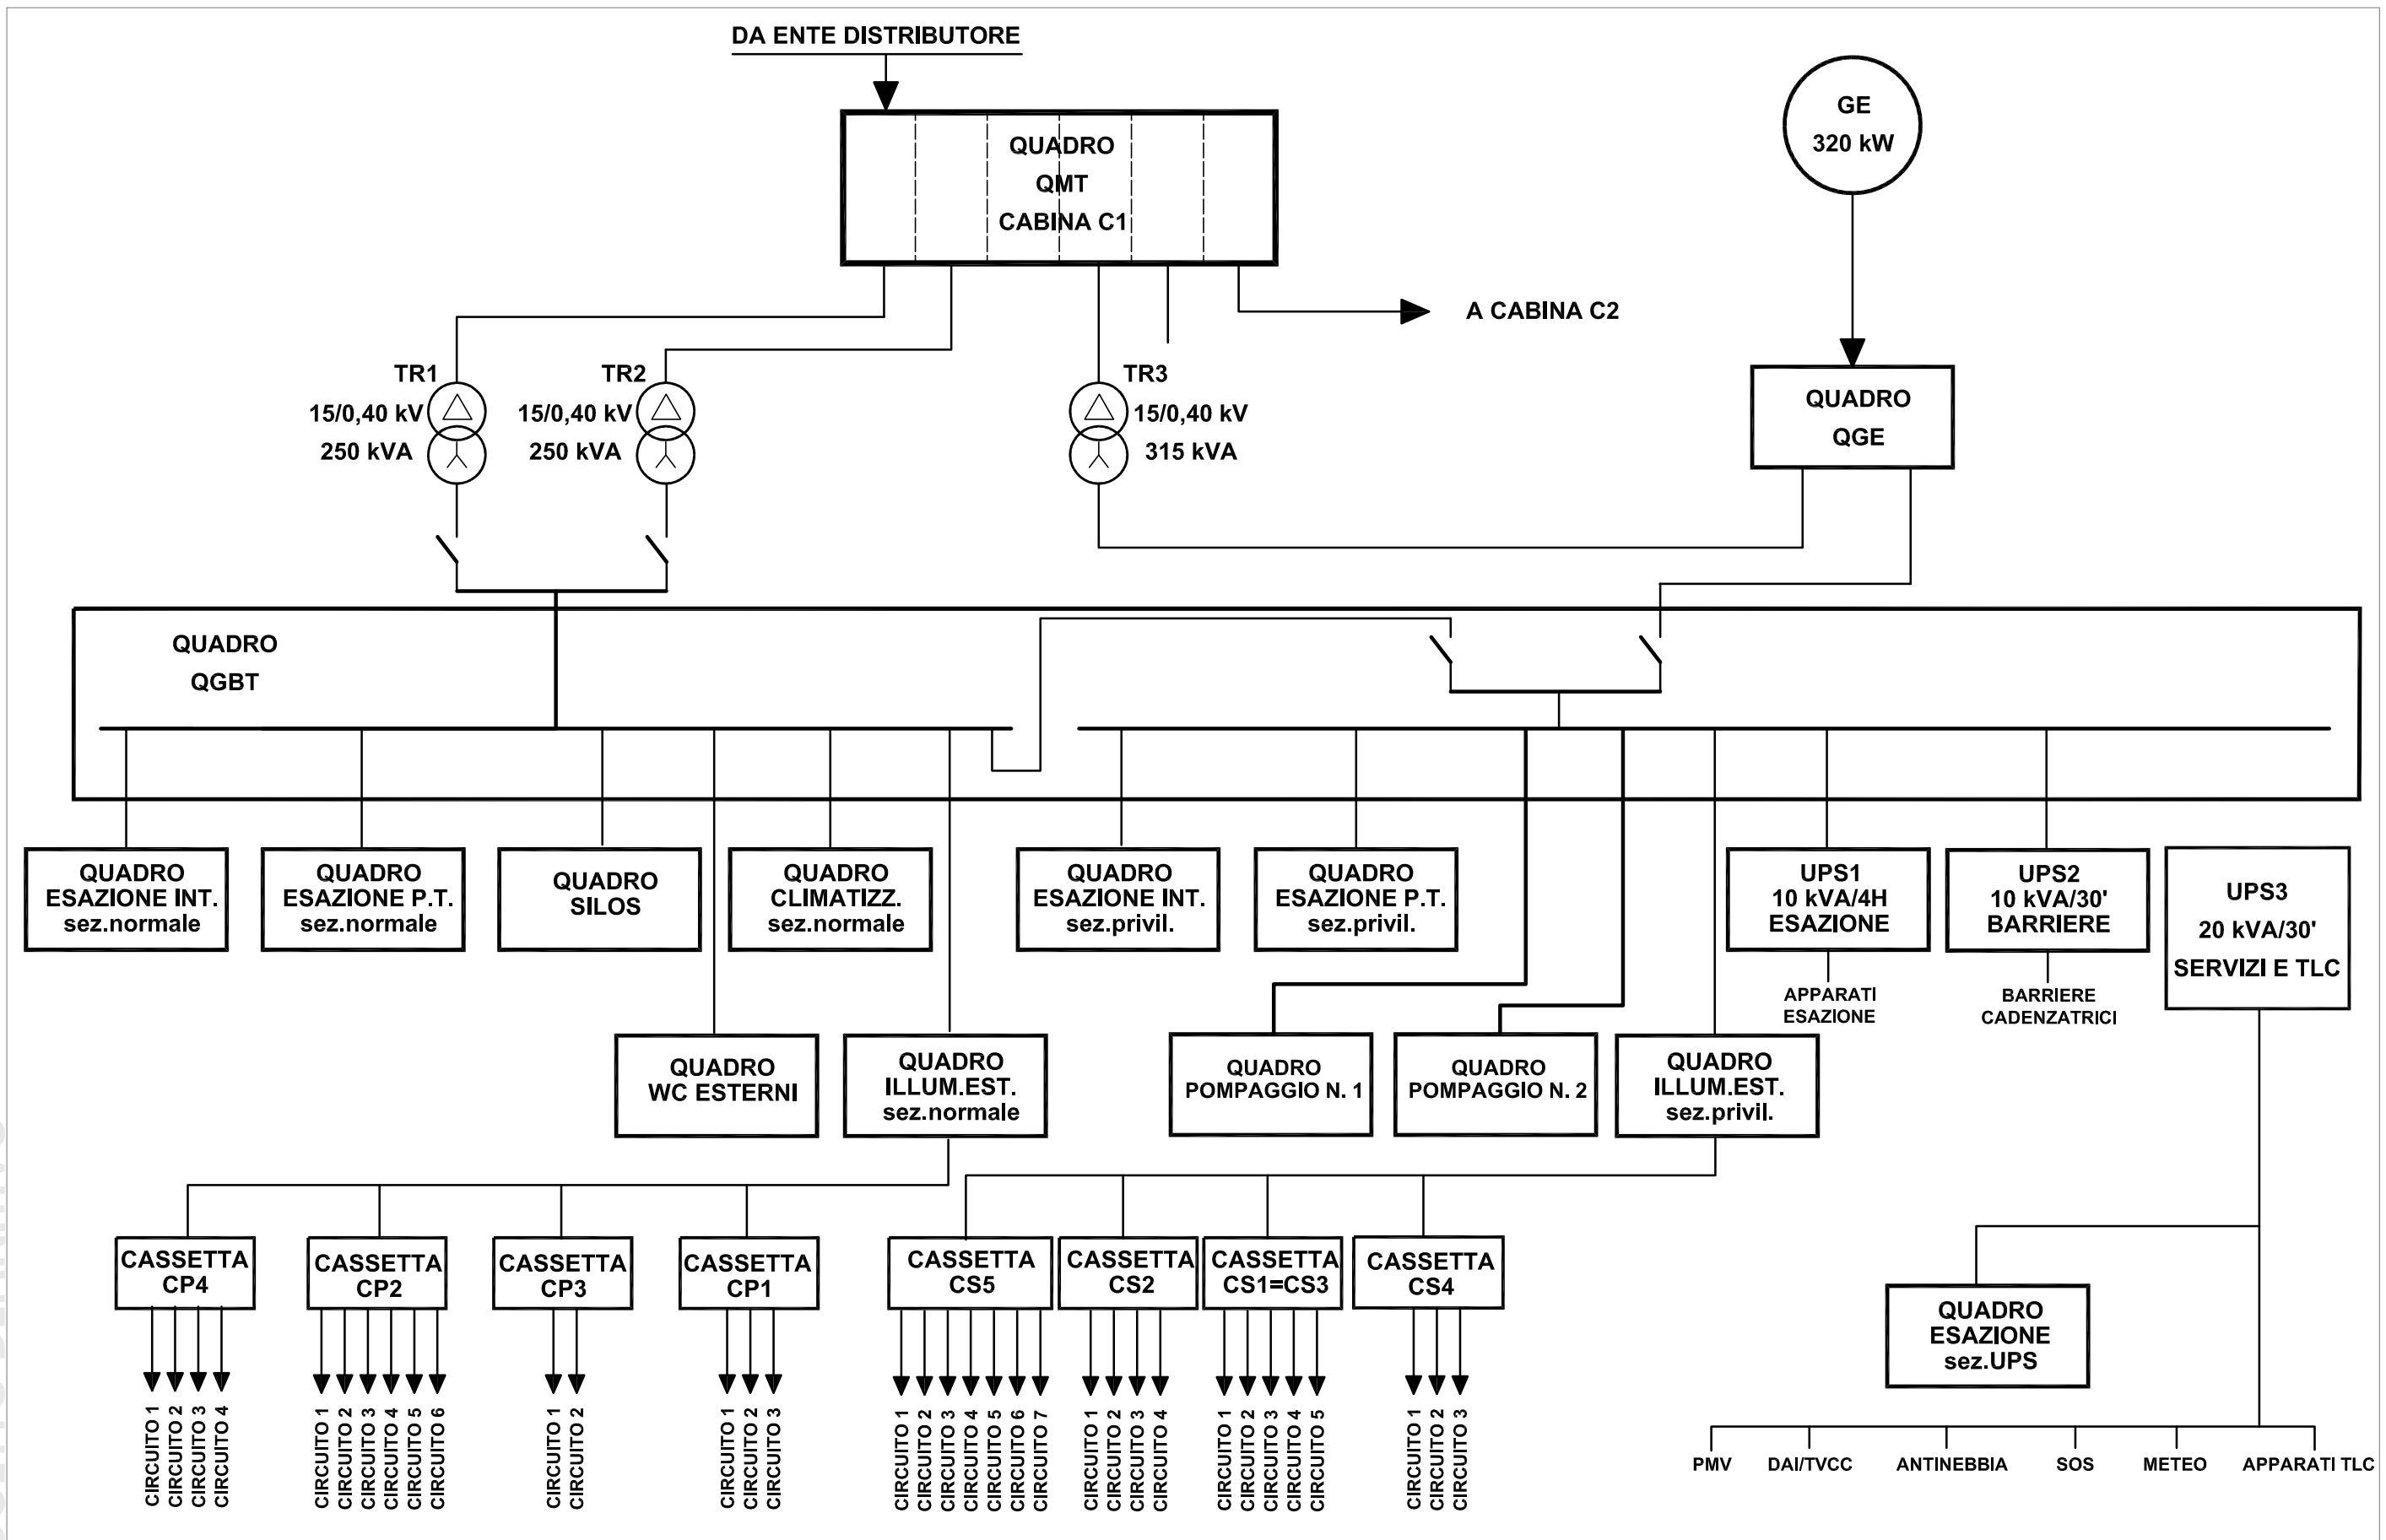 DA ENTE DISTRIBUTORE
QUADRO
QMT
CABINA C1
GE
320 kW
A CABINA C2
TR1
15/0,40 kV
250 kVA
TR2
15/0,40 kV
250 kVA
TR3
15/0,40 kV
315 kVA
QUADRO
QGE
QUADRO
QGBT
QUADRO
ESAZIONE INT.
sez.normale
QUADRO
ESAZIONE P.T.
sez.normale
QUADRO
SILOS
QUADRO
CLIMATIZZ.
sez.normale
QUADRO
ESAZIONE INT.
sez.privil.
QUADRO
ESAZIONE P.T.
sez.privil.
UPS1
10 kVA/4H
ESAZIONE
UPS2
10 kVA/30'
BARRIERE
UPS3
20 kVA/30'
SERVIZI E TLC
APPARATI
ESAZIONE
BARRIERE
CADENZATRICI
QUADRO
WC ESTERNI
QUADRO
ILLUM.EST.
sez.normale
QUADRO
POMPAGGIO N. 1
QUADRO
POMPAGGIO N. 2
QUADRO
ILLUM.EST.
sez.privil.
CASSETTA
CP4
CASSETTA
CP2
CASSETTA
CP3
CASSETTA
CP1
CASSETTA
CS5
CASSETTA
CS2
CASSETTA
CS1=CS3
CASSETTA
CS4
QUADRO
ESAZIONE
sez.UPS
CIRCUITO 1
CIRCUITO 2
CIRCUITO 3
CIRCUITO 4
CIRCUITO 1
CIRCUITO 2
CIRCUITO 3
CIRCUITO 4
CIRCUITO 5
CIRCUITO 6
CIRCUITO 1
CIRCUITO 2
CIRCUITO 1
CIRCUITO 2
CIRCUITO 3
CIRCUITO 1
CIRCUITO 2
CIRCUITO 3
CIRCUITO 4
CIRCUITO 5
CIRCUITO 6
CIRCUITO 7
CIRCUITO 1
CIRCUITO 2
CIRCUITO 3
CIRCUITO 4
CIRCUITO 1
CIRCUITO 2
CIRCUITO 3
CIRCUITO 4
CIRCUITO 5
CIRCUITO 1
CIRCUITO 2
CIRCUITO 3
PMV
DAI/TVCC
ANTINEBBIA
SOS
METEO
APPARATI TLC